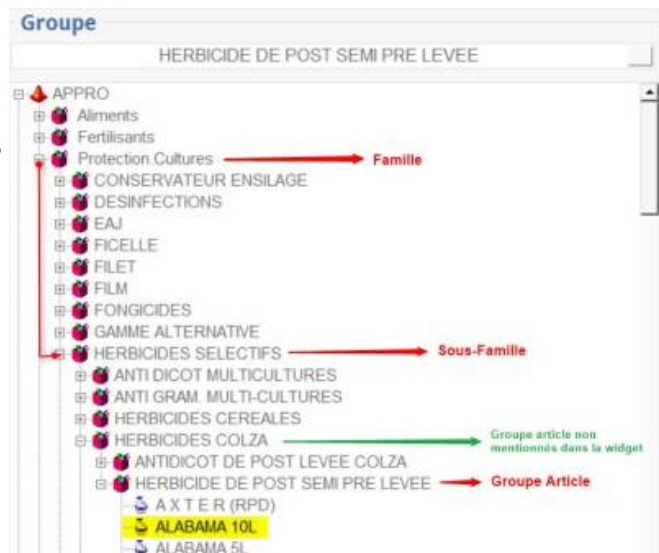 Groupe
HERBICIDE DE POST SEMI PRE LEVEE
APPRO
Aliments
Fertilisants
Protection.Cultures Famille
CONSERVATEUR ENSILAGE
DESINFECTIONS
EAJ
FICELLE
FILET
FILM
FONGICIDES
GAMME ALTERNATIVE
HERBICIDES SELECTIFS Sous-Famille
ANTI DICOT MULTICULTURES
ANTI GRAM. MULTI-CULTURES
HERBICIDES CEREALES
HERBICIDES COLZA Groupe article non
mentionnés dans la widget
ANTIDICOT DE POST LEVEE COLZA
HERBICIDE DE POST SEMI PRE LEVEE Groupe Article
A X T E R (RPD)
ALABAMA 10L
ALABAMA 5L